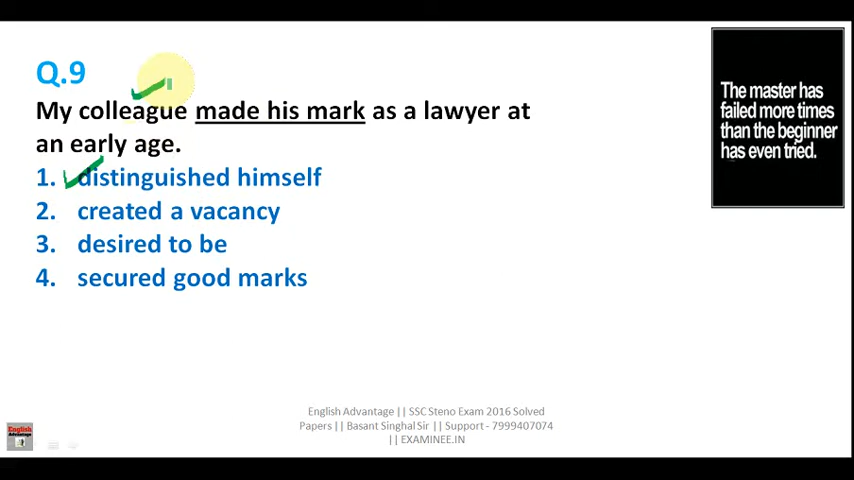 Q.9
My colleague made his mark as a lawyer at
an early age.
1. distinguished himself
2. created a vacancy
3. desired to be
4. secured good marks
The master has
failed more times
than the beginner
has even tried.
English Advantage || SSC Steno Exam 2016 Solved
Papers || Basant Singhal Sir || Support - 7999407074
|| EXAMINEE.IN
English
Advantage